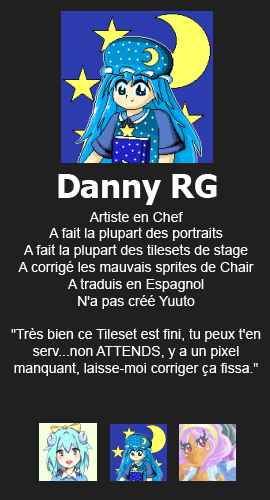 Danny RG
Artiste en Chef
A fait la plupart des portraits
A fait la plupart des tilesets de stage
A corrigé les mauvais sprites de Chair
A traduis en Espagnol
N'a pas créé Yuuto
"Très bien ce Tileset est fini, tu peux t'en
serv...non ATTENDS, y a un pixel
manquant, laisse-moi corriger ça fissa."